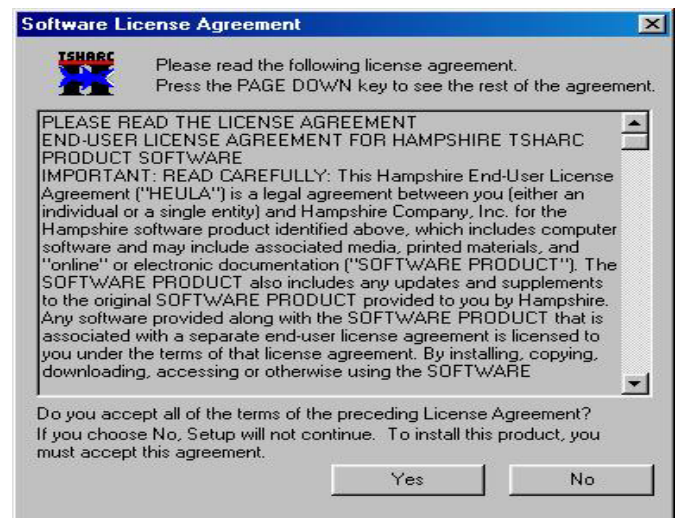 Software License Agreement
TSHARC
Please read the following license agreement.
Press the PAGE DOWN key to see the rest of the agreement.
PLEASE READ THE LICENSE AGREEMENT
END-USER LICENSE AGREEMENT FOR HAMPSHIRE TSHARC
PRODUCT SOFTWARE
IMPORTANT: READ CAREFULLY: This Hampshire End-User License
Agreement ("HEULA") is a legal agreement between you (either an
individual or a single entity) and Hampshire Company, Inc. for the
Hampshire software product identified above, which includes computer
software and may include associated media, printed materials, and
"online" or electronic documentation ("SOFTWARE PRODUCT"). The
SOFTWARE PRODUCT also includes any updates and supplements
to the original SOFTWARE PRODUCT provided to you by Hampshire.
Any software provided along with the SOFTWARE PRODUCT that is
associated with a separate end-user license agreement is licensed to
you under the terms of that license agreement. By installing, copying,
downloading, accessing or otherwise using the SOFTWARE
Do you accept all of the terms of the preceding License Agreement?
If you choose No, Setup will not continue. To install this product, you
must accept this agreement.
Yes
No